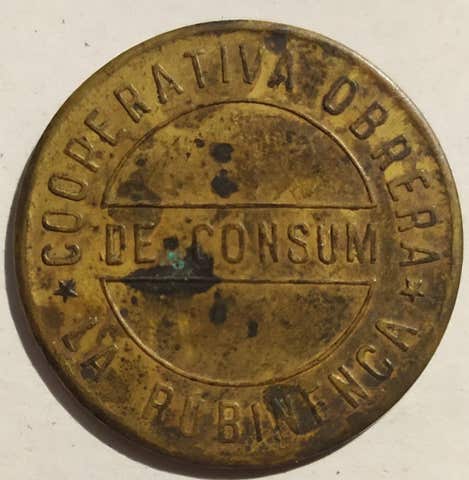 COOPERATIVA OBRERA
DE CONSUM
LA RUBINENCA